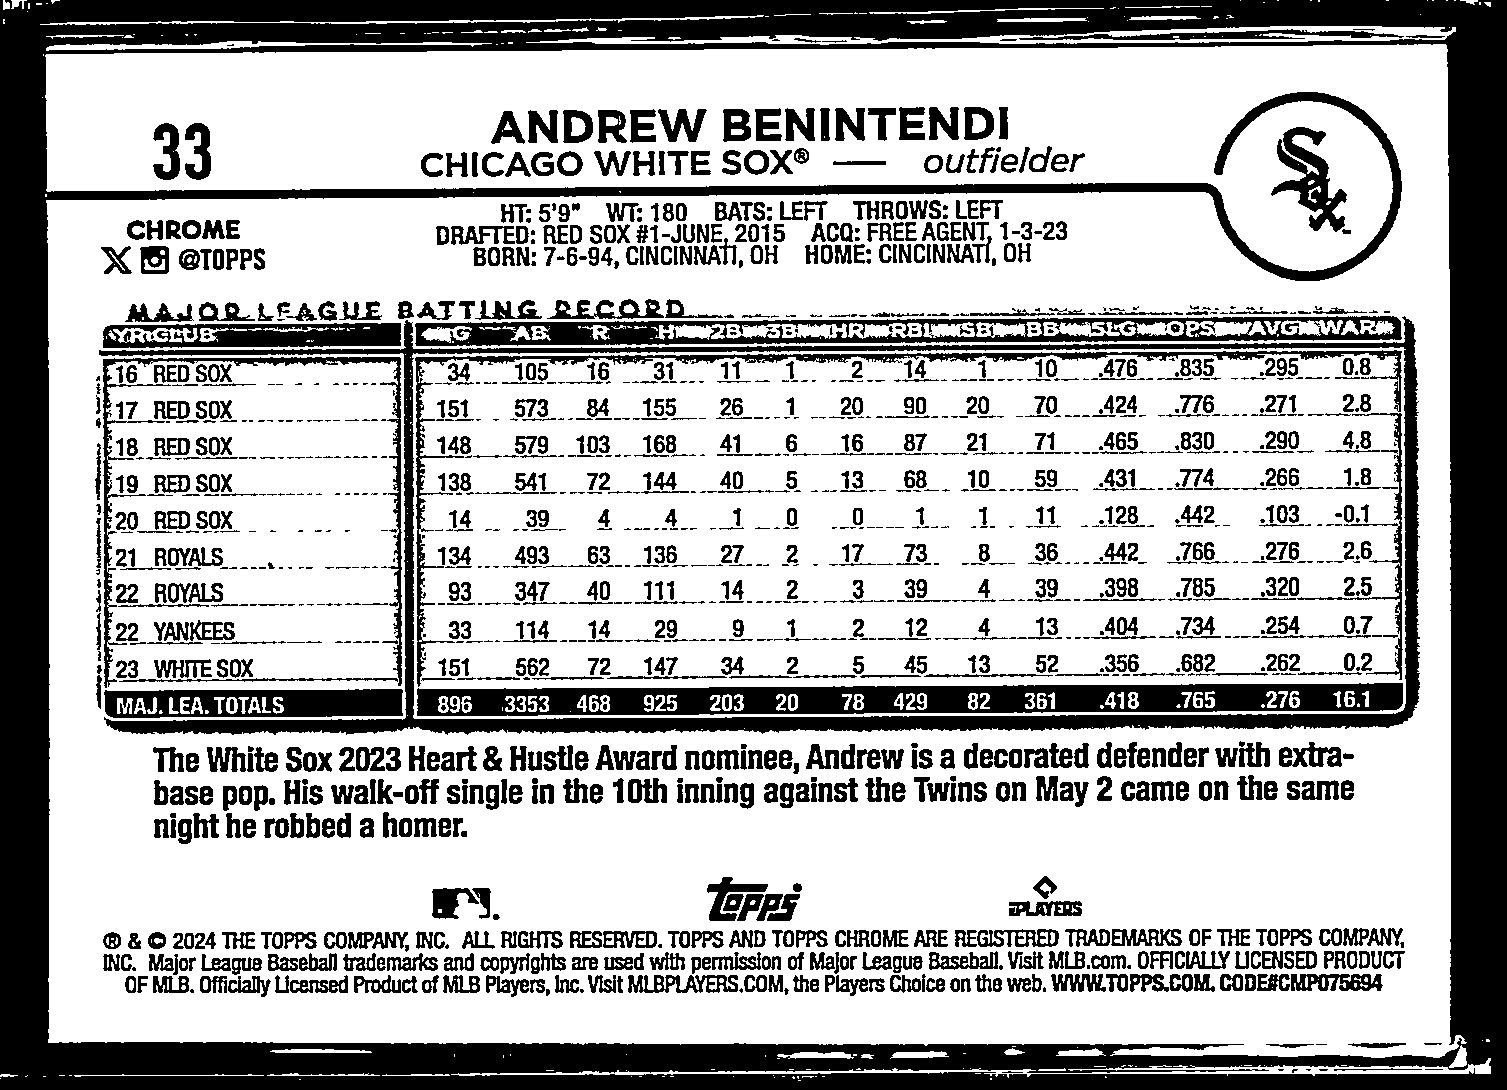 33
ANDREW BENINTENDI
CHICAGO WHITE SOX® — outfielder
CHROME
@TOPPS
HT: 5'9" WT: 180 BATS: LEFT THROWS: LEFT
DRAFTED: RED SOX #1-JUNE, 2015 ACQ: FREE AGENT, 1-3-23
BORN: 7-6-94, CINCINNATI, OH HOME: CINCINNATI, OH
Sox
MAJOR LEAGUE BATTING RECORD
YR CLUB G AB R H 2B 3B HR RBI SB BB SLG OPS AVG WAR
16 RED SOX 34 105 16 31 11 1 2 14 1 10 .476 .835 .295 0.8
17 RED SOX 151 573 84 155 26 1 20 90 20 70 .424 .776 .271 2.8
18 RED SOX 148 579 103 168 41 6 16 87 21 71 .465 .830 .290 4.8
19 RED SOX 138 541 72 144 40 5 13 68 10 59 .431 .774 .266 1.8
20 RED SOX 14 39 4 4 1 0 0 1 1 11 .128 .442 .103 -0.1
21 ROYALS 134 493 63 136 27 2 17 73 8 36 .442 .766 .276 2.6
22 ROYALS 93 347 40 111 14 2 3 39 4 39 .398 .785 .320 2.5
22 YANKEES 33 114 14 29 9 1 2 12 4 13 .404 .734 .254 0.7
23 WHITE SOX 151 562 72 147 34 2 5 45 13 52 .356 .682 .262 0.2
MAJ. LEA. TOTALS 896 3353 468 925 203 20 78 429 82 361 .418 .765 .276 16.1
The White Sox 2023 Heart & Hustle Award nominee, Andrew is a decorated defender with extra-
base pop. His walk-off single in the 10th inning against the Twins on May 2 came on the same
night he robbed a homer.
Topps
PLAYERS
® & © 2024 THE TOPPS COMPANY, INC. ALL RIGHTS RESERVED. TOPPS AND TOPPS CHROME ARE REGISTERED TRADEMARKS OF THE TOPPS COMPANY,
INC. Major League Baseball trademarks and copyrights are used with permission of Major League Baseball. Visit MLB.com. OFFICIALLY LICENSED PRODUCT
OF MLB. Officially Licensed Product of MLB Players, Inc. Visit MLBPLAYERS.COM, the Players Choice on the web. WWW.TOPPS.COM. CODE#CMP075694